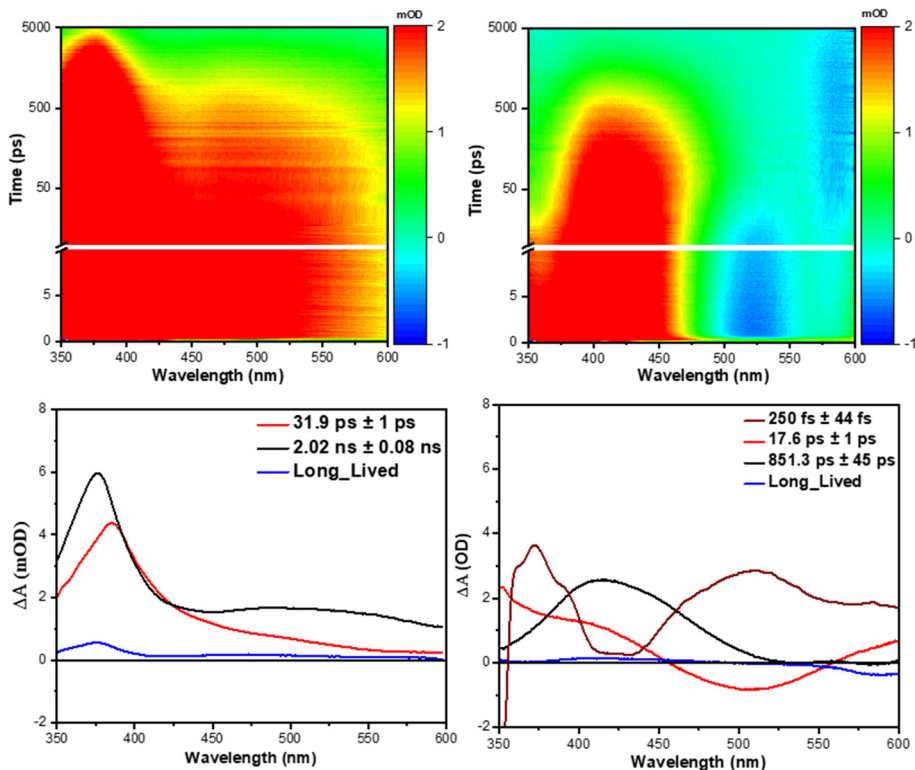 mOD
2
1
0
-1
5000
500
50
5
0
Time (ps)
350 400 450 500 550 600
Wavelength (nm)
mOD
2
1
0
-1
5000
500
50
5
0
Time (ps)
350 400 450 500 550 600
Wavelength (nm)
8
6
4
2
0
-2
ΔA (mOD)
31.9 ps ± 1 ps
2.02 ns ± 0.08 ns
Long_Lived
350 400 450 500 550 600
Wavelength (nm)
8
6
4
2
0
-2
ΔA (OD)
250 fs ± 44 fs
17.6 ps ± 1 ps
851.3 ps ± 45 ps
Long_Lived
350 400 450 500 550 600
Wavelength (nm)